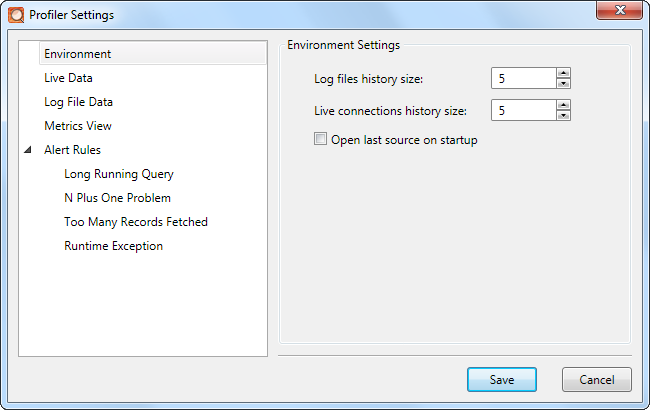 Profiler Settings
Environment
Live Data
Log File Data
Metrics View
Alert Rules
Long Running Query
N Plus One Problem
Too Many Records Fetched
Runtime Exception
Environment Settings
Log files history size: 5
Live connections history size: 5
Open last source on startup
Save Cancel